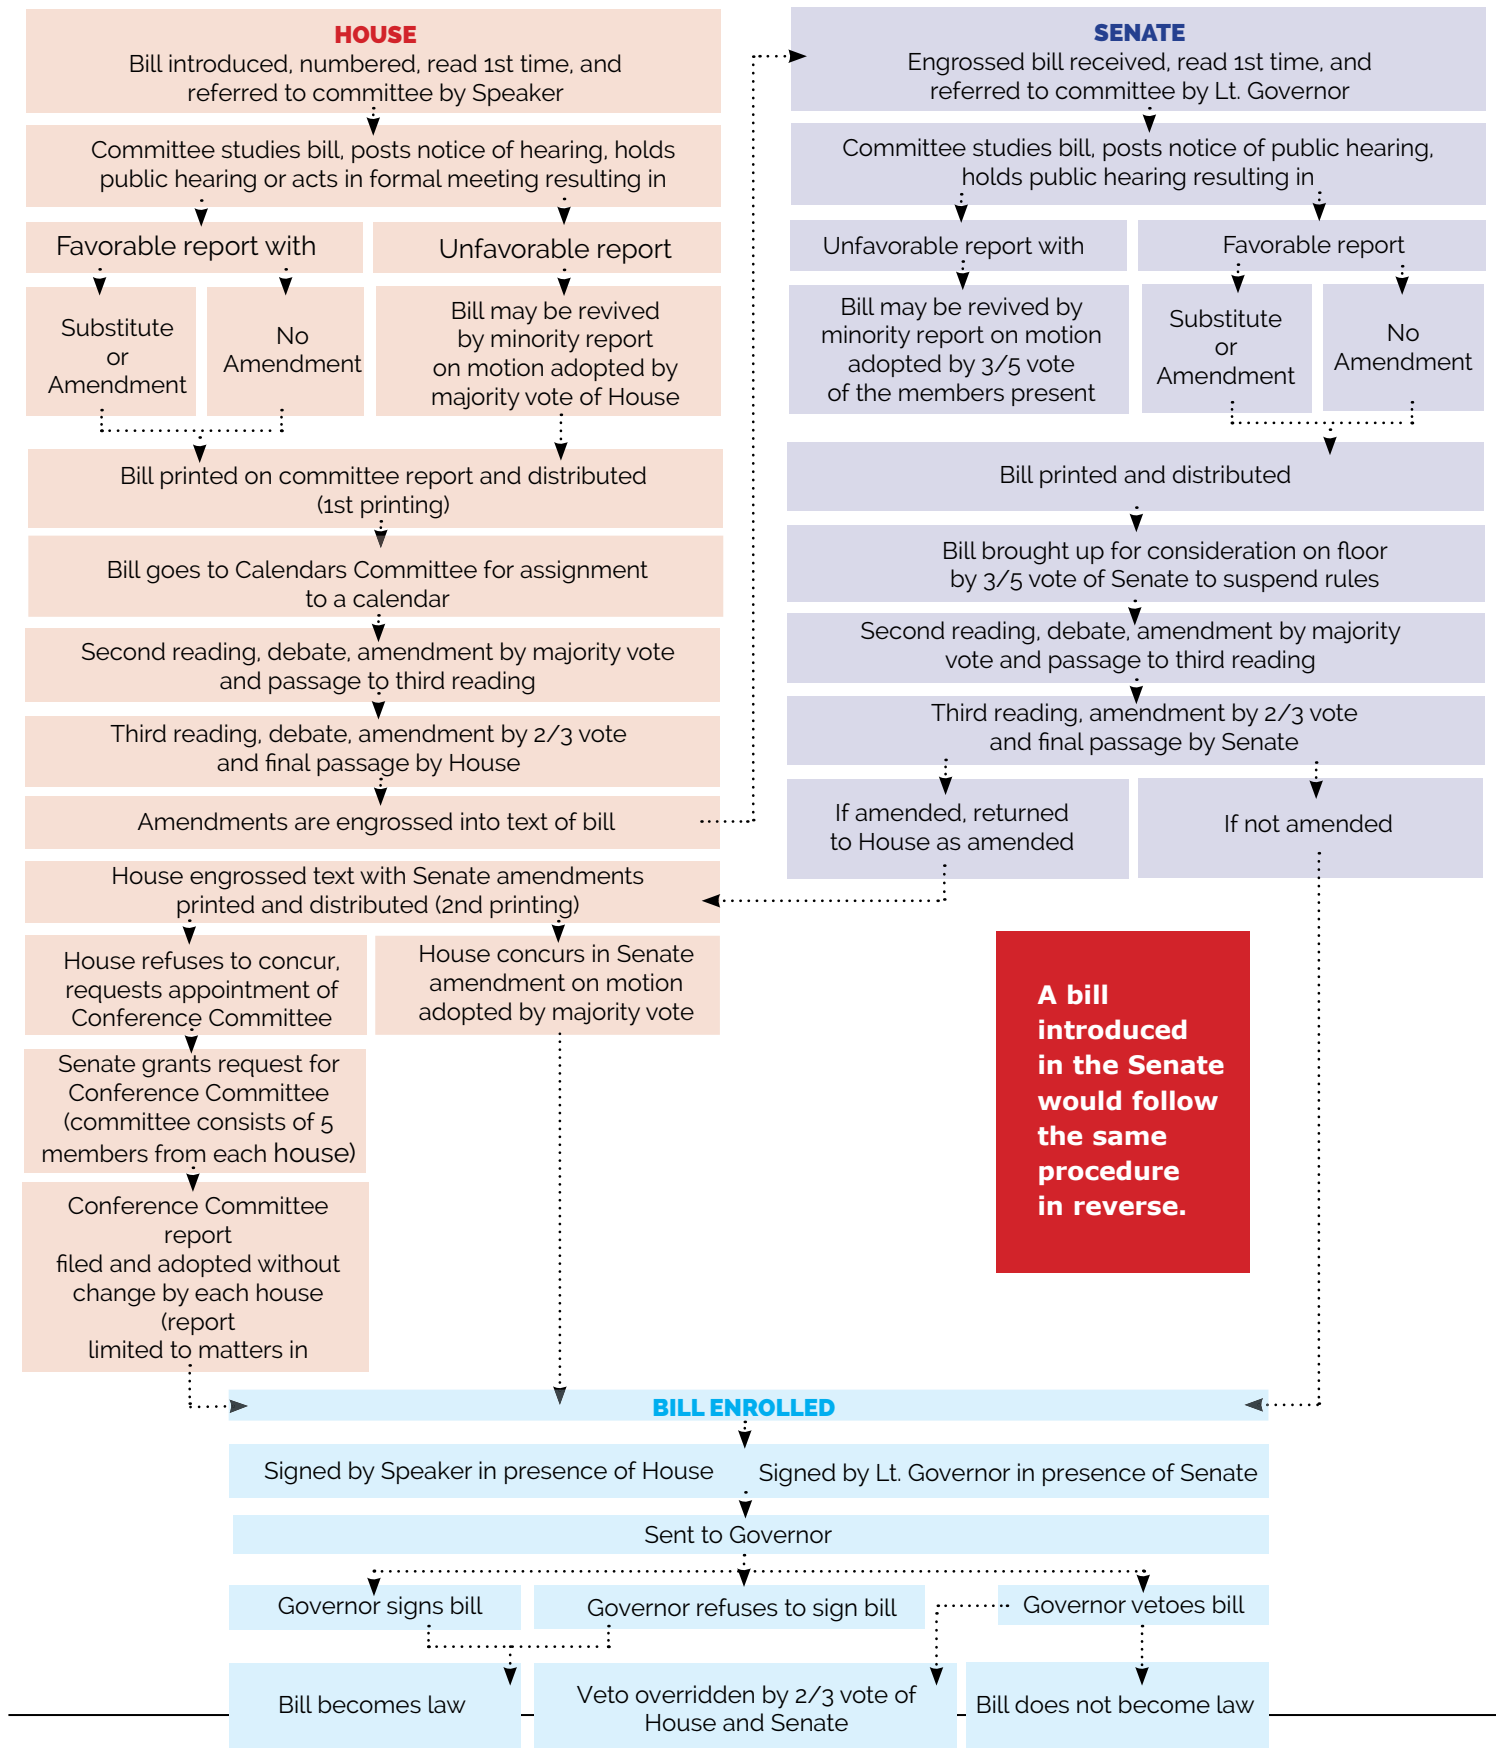 HOUSE
Bill introduced, numbered, read 1st time, and
referred to committee by Speaker
Committee studies bill, posts notice of hearing, holds
public hearing or acts in formal meeting resulting in
Favorable report with
Unfavorable report
Substitute
or
Amendment
No
Amendment
Bill may be revived
by minority report
on motion adopted by
majority vote of House
Bill printed on committee report and distributed
(1st printing)
Bill goes to Calendars Committee for assignment
to a calendar
Second reading, debate, amendment by majority vote
and passage to third reading
Third reading, debate, amendment by 2/3 vote
and final passage by House
Amendments are engrossed into text of bill
House engrossed text with Senate amendments
printed and distributed (2nd printing)
House refuses to concur,
requests appointment of
Conference Committee
House concurs in Senate
amendment on motion
adopted by majority vote
Senate grants request for
Conference Committee
(committee consists of 5
members from each house)
Conference Committee
report
filed and adopted without
change by each house
(report
limited to matters in
SENATE
Engrossed bill received, read 1st time, and
referred to committee by Lt. Governor
Committee studies bill, posts notice of public hearing,
holds public hearing resulting in
Unfavorable report with
Favorable report
Bill may be revived by
minority report on motion
adopted by 3/5 vote
of the members present
Substitute
or
Amendment
No
Amendment
Bill printed and distributed
Bill brought up for consideration on floor
by 3/5 vote of Senate to suspend rules
Second reading, debate, amendment by majority
vote and passage to third reading
Third reading, amendment by 2/3 vote
and final passage by Senate
If amended, returned
to House as amended
If not amended
A bill
introduced
in the Senate
would follow
the same
procedure
in reverse.
BILL ENROLLED
Signed by Speaker in presence of House
Signed by Lt. Governor in presence of Senate
Sent to Governor
Governor signs bill
Governor refuses to sign bill
Governor vetoes bill
Bill becomes law
Veto overridden by 2/3 vote of
House and Senate
Bill does not become law